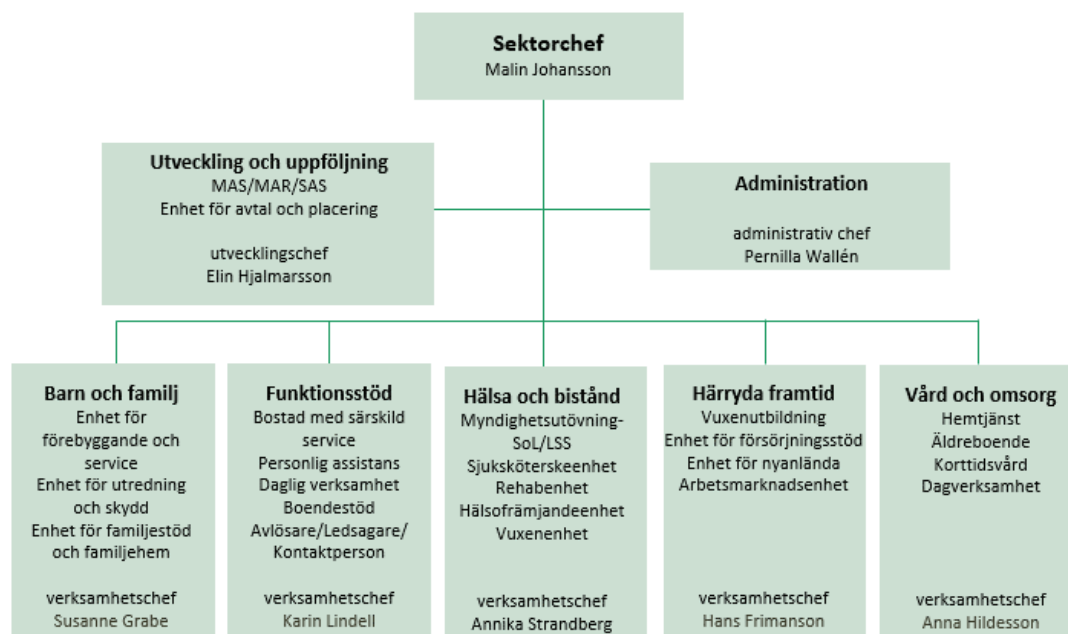 Sektorchef
Malin Johansson
Utveckling och uppföljning
MAS/MAR/SAS
Enhet för avtal och placering
utvecklingschef
Elin Hjalmarsson
Administration
administrativ chef
Pernilla Wallén
Barn och familj
Enhet för
förebyggande och
service
Enhet för utredning
och skydd
Enhet för familjestöd
och familjehem
verksamhetschef
Susanne Grabe
Funktionsstöd
Bostad med särskild
service
Personlig assistans
Daglig verksamhet
Boendestöd
Avlösare/Ledsagare/
Kontaktperson
verksamhetschef
Karin Lindell
Hälsa och bistånd
Myndighetsutövning-
SoL/LSS
Sjuksköterskeenhet
Rehabenhet
Hälsofrämjandeenhet
Vuxenenhet
verksamhetschef
Annika Strandberg
Härryda framtid
Vuxenutbildning
Enhet för försörjningsstöd
Enhet för nyanlända
Arbetsmarknadsenhet
verksamhetschef
Hans Frimanson
Vård och omsorg
Hemtjänst
Äldreboende
Korttidsvård
Dagverksamhet
verksamhetschef
Anna Hildesson